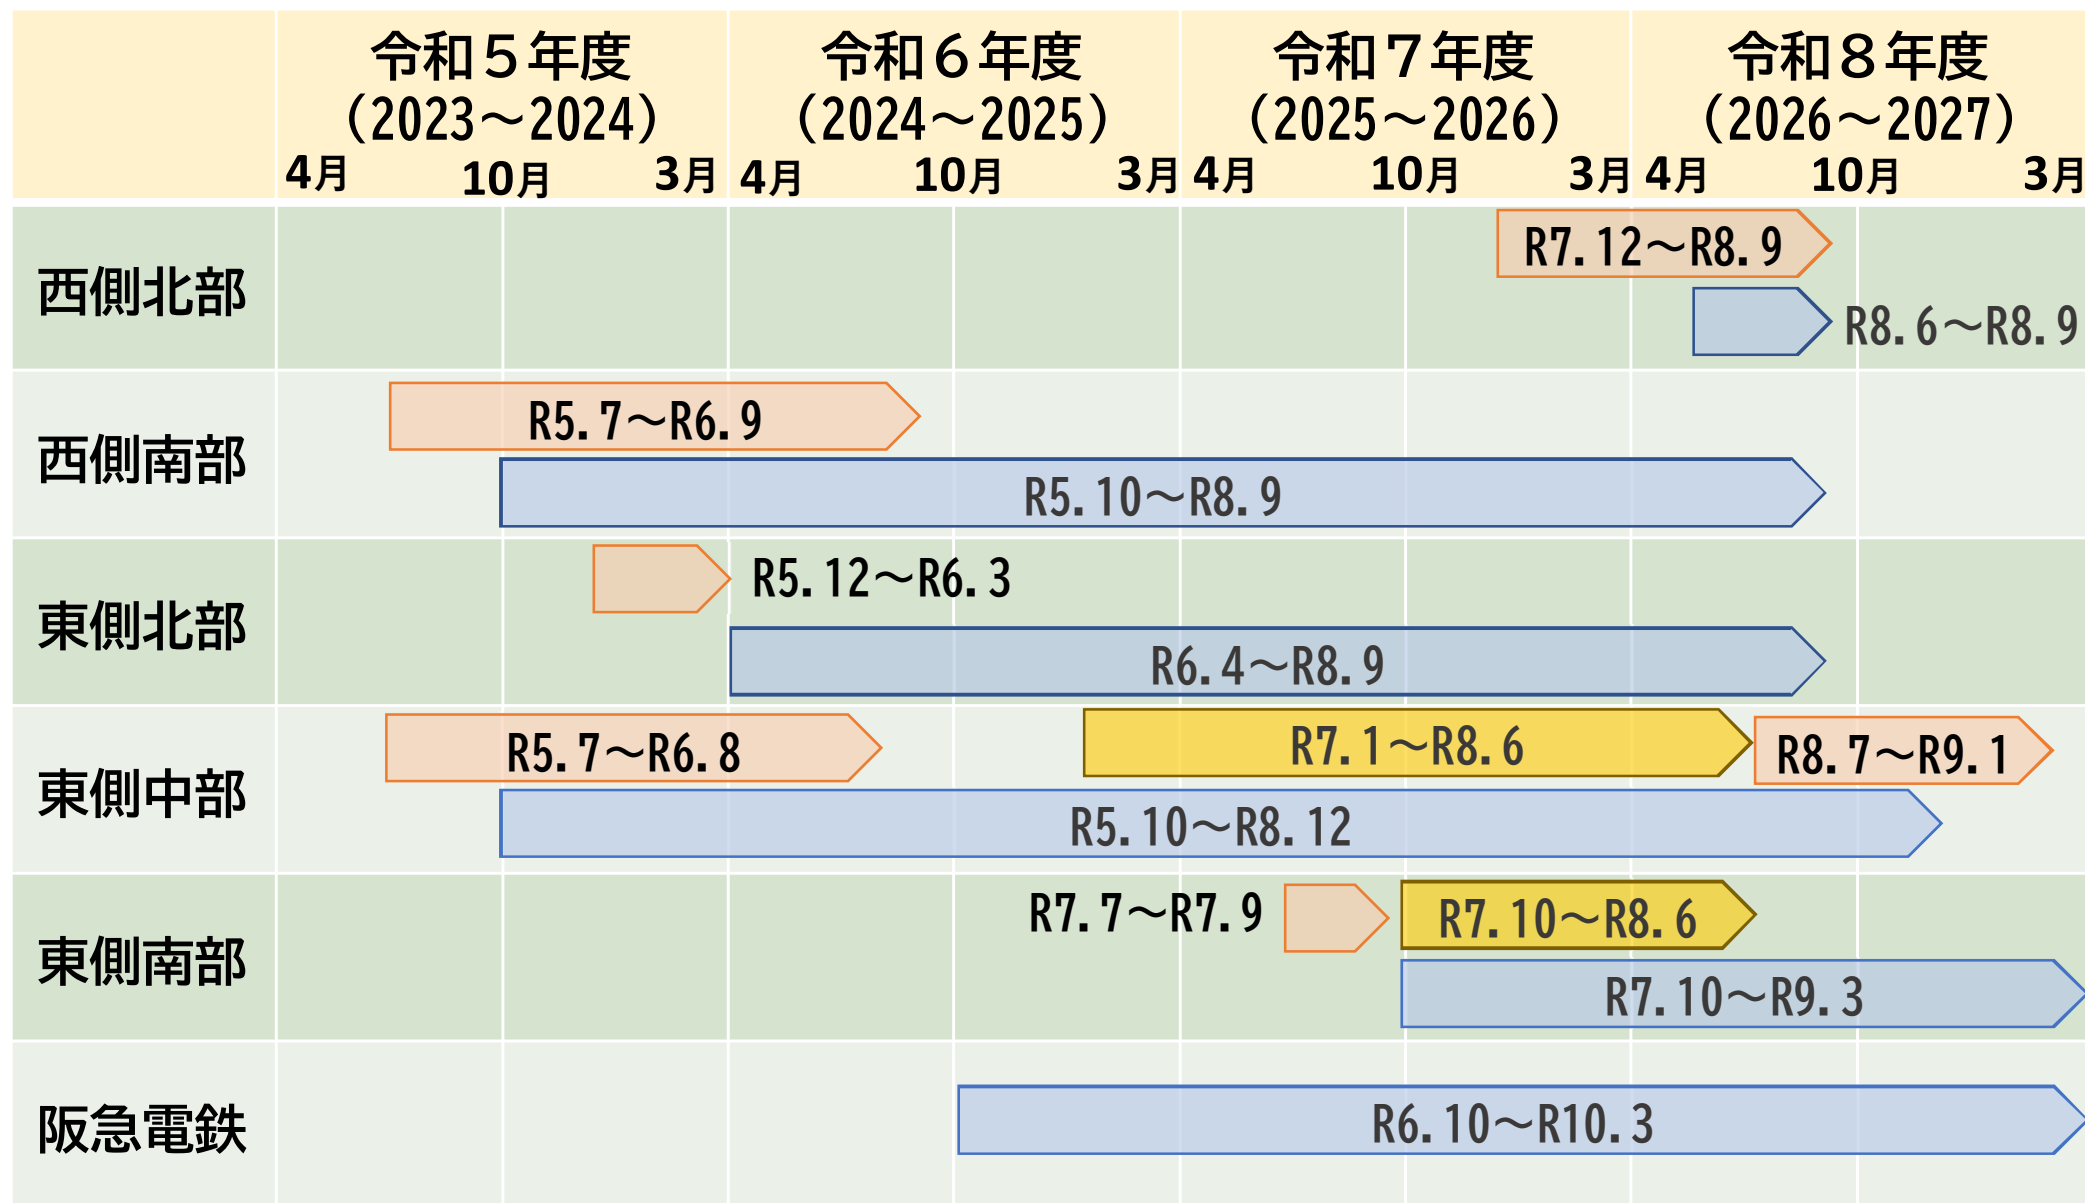 令和５年度
（2023～2024）
4月 10月 3月
令和６年度
（2024～2025）
4月 10月 3月
令和７年度
（2025～2026）
4月 10月 3月
令和８年度
（2026～2027）
4月 10月 3月
西側北部
R7.12～R8.9
R8.6～R8.9
西側南部
R5.7～R6.9
R5.10～R8.9
東側北部
R5.12～R6.3
R6.4～R8.9
東側中部
R5.7～R6.8
R7.1～R8.6
R8.7～R9.1
R5.10～R8.12
東側南部
R7.7～R7.9
R7.10～R8.6
R7.10～R9.3
阪急電鉄
R6.10～R10.3